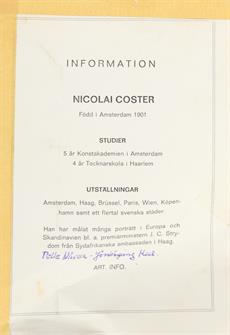 INFORMATION
NICOLAI COSTER
Född i Amsterdam 1901
STUDIER
5 år Konstakademien i Amsterdam
4 år Tecknarskola i Haarlem
UTSTÄLLNINGAR
Amsterdam, Haag, Brüssel, Paris, Wien, Köpen-
hamn samt ett flertal svenska städer
Han har målat många porträtt i Europa och
Skandinavien bl. a. premiärministern J. C. Stry-
dom från Sydafrikanska ambassaden i Haag.
ART. INFO.